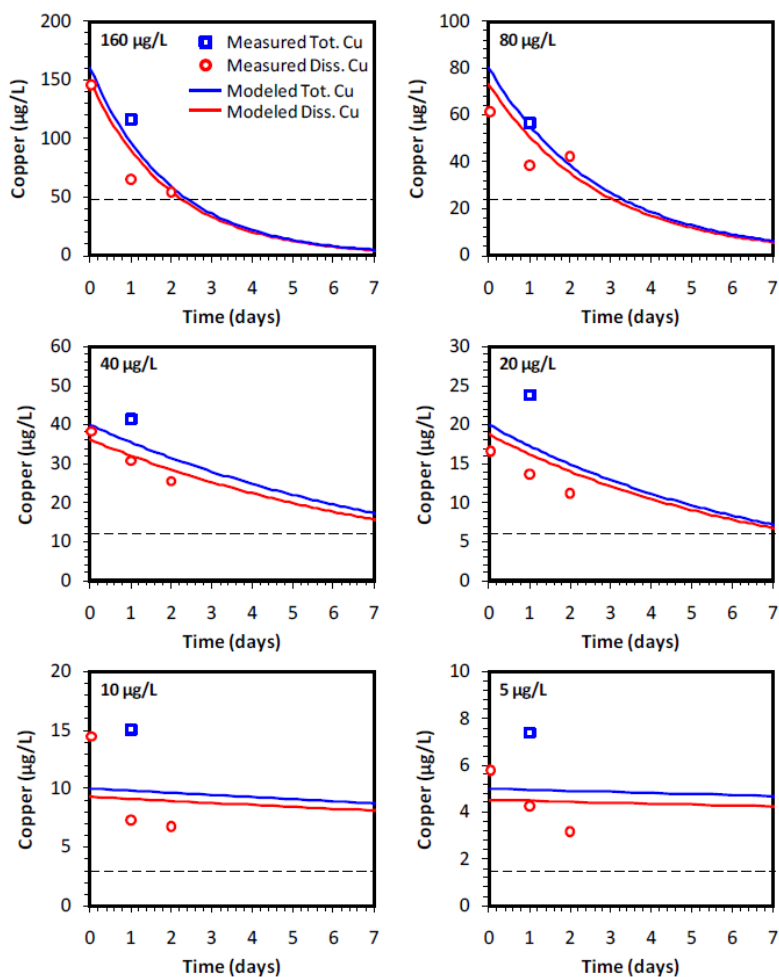 200
150
100
50
0
Copper (µg/L)
160 µg/L
Measured Tot. Cu
Measured Diss. Cu
Modeled Tot. Cu
Modeled Diss. Cu
0 1 2 3 4 5 6 7
Time (days)
100
80
60
40
20
0
Copper (µg/L)
80 µg/L
0 1 2 3 4 5 6 7
Time (days)
60
50
40
30
20
10
0
Copper (µg/L)
40 µg/L
0 1 2 3 4 5 6 7
Time (days)
30
25
20
15
10
5
0
Copper (µg/L)
20 µg/L
0 1 2 3 4 5 6 7
Time (days)
20
15
10
5
0
Copper (µg/L)
10 µg/L
0 1 2 3 4 5 6 7
Time (days)
10
8
6
4
2
0
Copper (µg/L)
5 µg/L
0 1 2 3 4 5 6 7
Time (days)